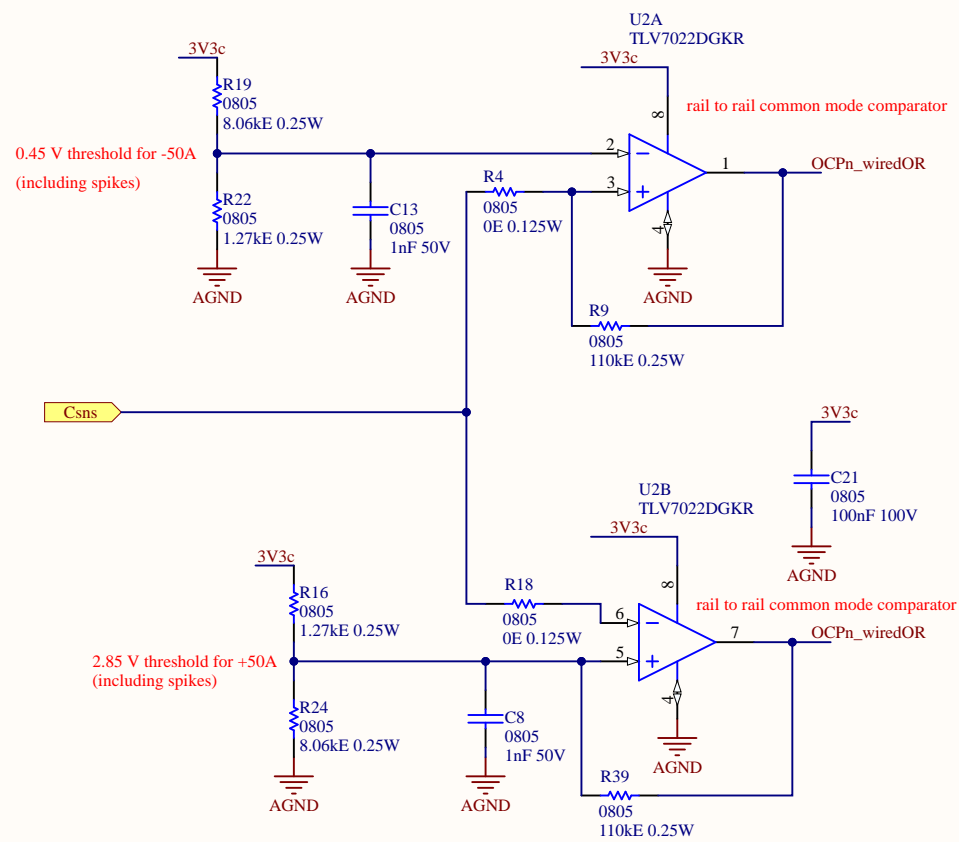 U2A
TLV7022DGKR
3V3c
3V3c
R19
0805
8.06kE 0.25W
8
rail to rail common mode comparator
0.45 V threshold for -50A
(including spikes)
2
1
OCPn_wiredOR
R4
0805
0E 0.125W
3
R22
0805
1.27kE 0.25W
C13
0805
1nF 50V
4
AGND
AGND
AGND
R9
0805
110kE 0.25W
Csns
3V3c
C21
0805
100nF 100V
AGND
U2B
TLV7022DGKR
3V3c
3V3c
R16
0805
1.27kE 0.25W
R18
0805
0E 0.125W
8
rail to rail common mode comparator
6
7
OCPn_wiredOR
5
2.85 V threshold for +50A
(including spikes)
R24
0805
8.06kE 0.25W
C8
0805
1nF 50V
4
AGND
AGND
AGND
R39
0805
110kE 0.25W